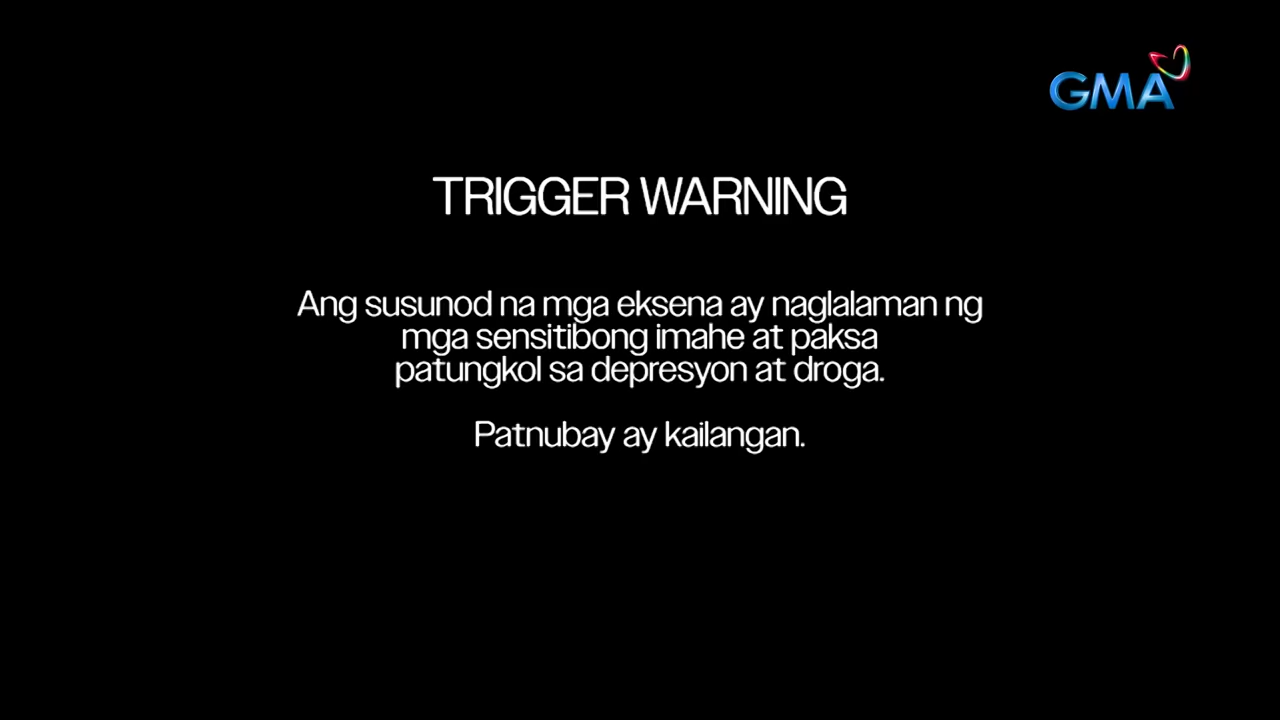 GMA
TRIGGER WARNING
Ang susunod na mga eksena ay naglalaman ng
mga sensitibong imahe at paksa
patungkol sa depresyon at droga.
Patnubay ay kailangan.